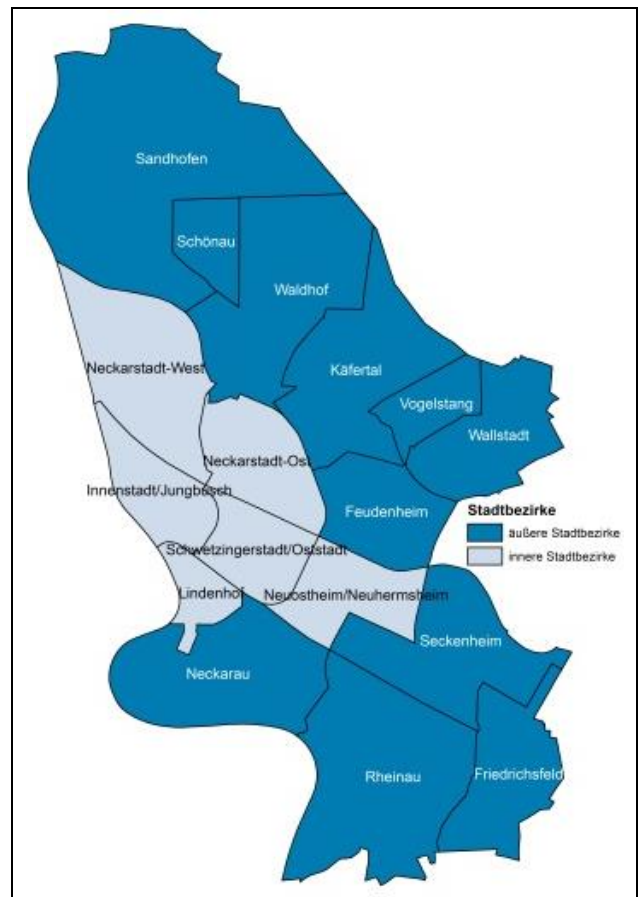 Sandhofen
Schönau
Waldhof
Neckarstadt-West
Käfertal
Vogelstang
Wallstadt
Neckarstadt-Ost
Innenstadt/Jungbusch
Feudenheim
Stadtbezirke
äußere Stadtbezirke
innere Stadtbezirke
Schwetzingerstadt/Oststadt
Lindenhof
Neuostheim/Neuhermsheim
Seckenheim
Neckarau
Rheinau
Friedrichsfeld